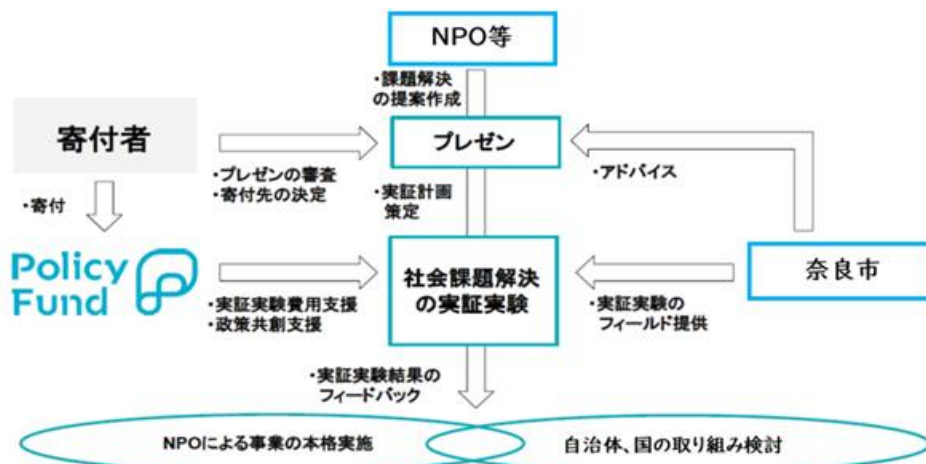 NPO等
・課題解決
の提案作成
寄付者
プレゼン
・プレゼンの審査
・寄付先の決定
・アドバイス
・寄付
・実証計画
策定
Policy
Fund
社会課題解決
の実証実験
奈良市
・実証実験費用支援
・政策共創支援
・実証実験の
フィールド提供
・実証実験結果の
フィードバック
NPOによる事業の本格実施
自治体、国の取り組み検討